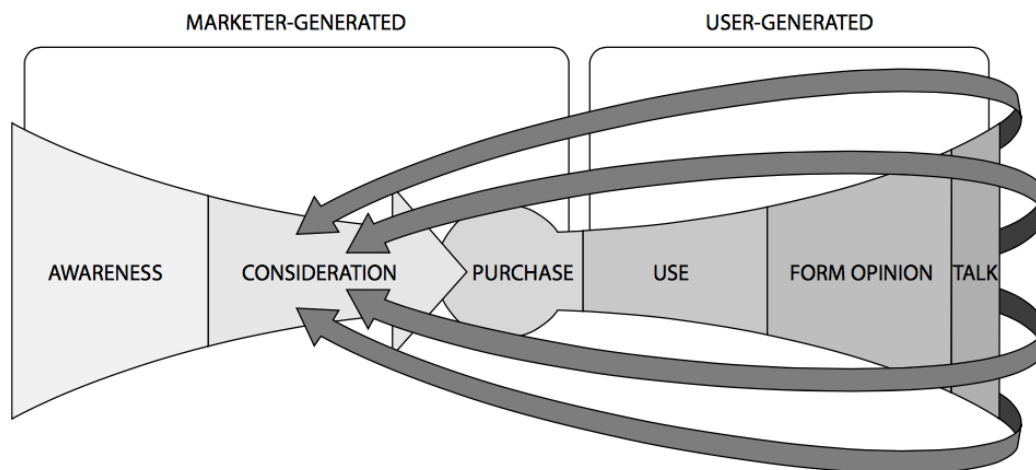 MARKETER-GENERATED
USER-GENERATED
AWARENESS
CONSIDERATION
PURCHASE
USE
FORM OPINION
TALK